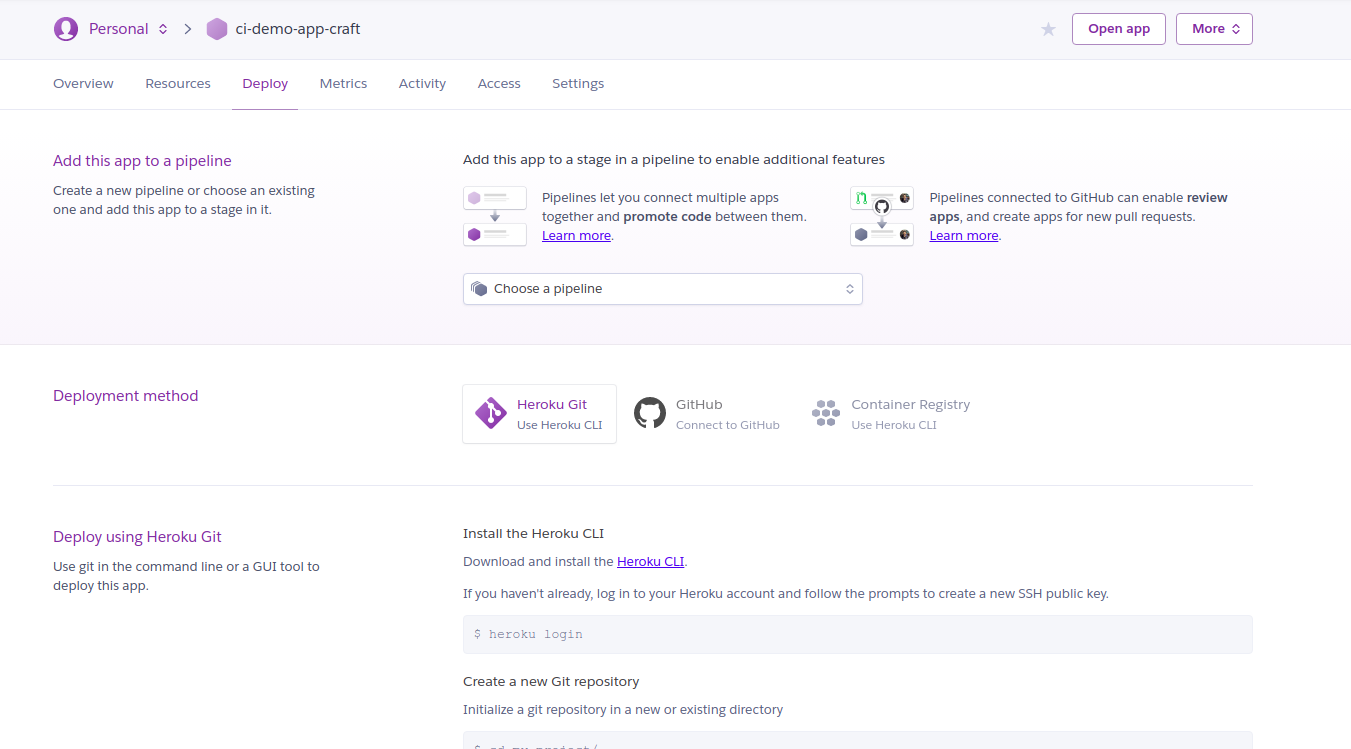 Personal
ci-demo-app-craft
Open app
More
Overview
Resources
Deploy
Metrics
Activity
Access
Settings
Add this app to a pipeline
Create a new pipeline or choose an existing
one and add this app to a stage in it.
Add this app to a stage in a pipeline to enable additional features
Pipelines let you connect multiple apps
together and promote code between them.
Learn more.
Pipelines connected to GitHub can enable review
apps, and create apps for new pull requests.
Learn more.
Choose a pipeline
Deployment method
Heroku Git
Use Heroku CLI
GitHub
Connect to GitHub
Container Registry
Use Heroku CLI
Deploy using Heroku Git
Use git in the command line or a GUI tool to
deploy this app.
Install the Heroku CLI
Download and install the Heroku CLI.
If you haven't already, log in to your Heroku account and follow the prompts to create a new SSH public key.
$ heroku login
Create a new Git repository
Initialize a git repository in a new or existing directory
$ cd my-project/